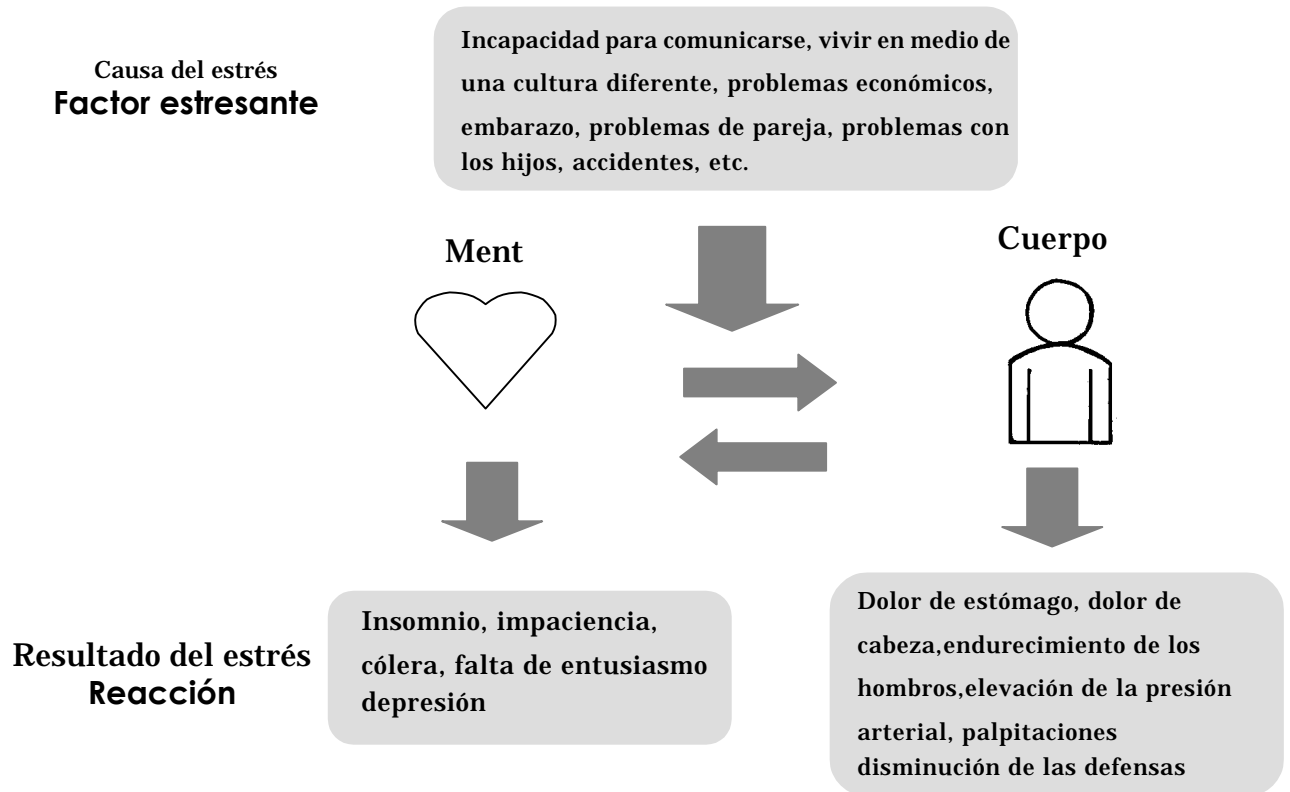 Causa del estrés
Factor estresante
Incapacidad para comunicarse, vivir en medio de
una cultura diferente, problemas económicos,
embarazo, problemas de pareja, problemas con
los hijos, accidentes, etc.
Ment
Cuerpo
Resultado del estrés
Reacción
Insomnio, impaciencia,
cólera, falta de entusiasmo
depresión
Dolor de estómago, dolor de
cabeza,endurecimiento de los
hombros,elevación de la presión
arterial, palpitaciones
disminución de las defensas